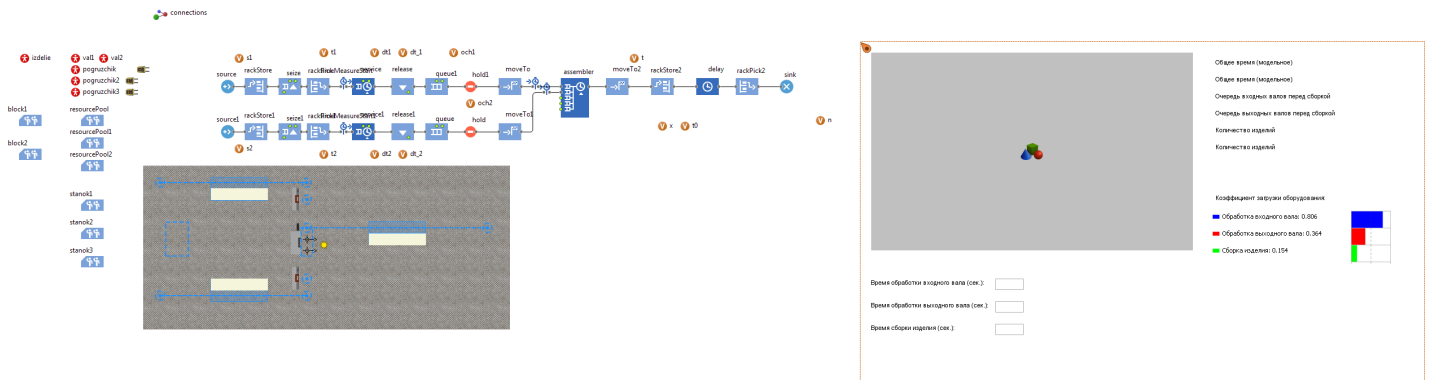 connections
izdelie
val1 val2
pogruzchik
pogruzchik2
pogruzchik3
block1
block2
resourcePool
resourcePool1
resourcePool2
stanok1
stanok2
stanok3
s1
t1
dt1
dt_1
och1
t
source
rackStore
seize
service
release
queue1
hold1
moveTo
assembler
moveTo2
rackStore2
delay
rackPick2
sink
och2
source1
rackStore1
seize1
release1
queue
hold
moveTo1
s2
t2
dt2
dt_2
x
t0
n
Общее время (модельное)
Общее время (модельное)
Очередь входных валов перед сборкой
Очередь выходных валов перед сборкой
Количество изделий
Количество изделий
Коэффициент загрузки оборудования
Обработка входного вала: 0.806
Обработка выходного вала: 0.364
Сборка изделия: 0.154
Время обработки входного вала (сек.):
Время обработки выходного вала (сек.):
Время сборки изделия (сек.):